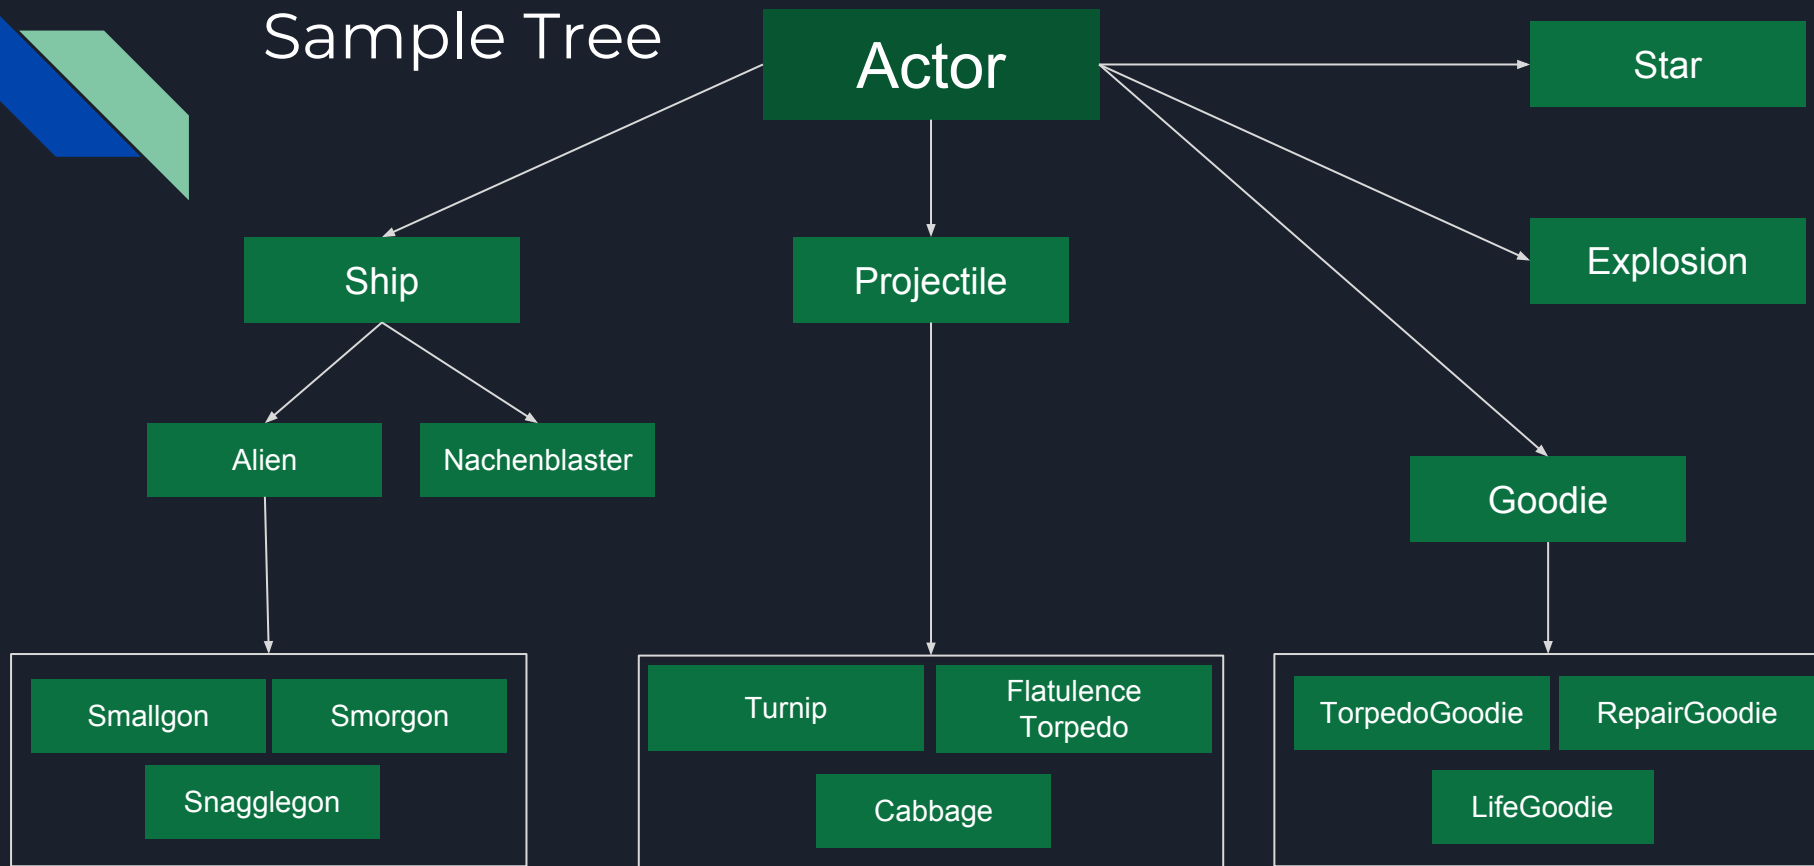 Sample Tree
Actor
Star
Ship
Projectile
Explosion
Alien
Nachenblaster
Goodie
Smallgon
Smorgon
Snagglegon
Turnip
Flatulence
Torpedo
Cabbage
TorpedoGoodie
RepairGoodie
LifeGoodie